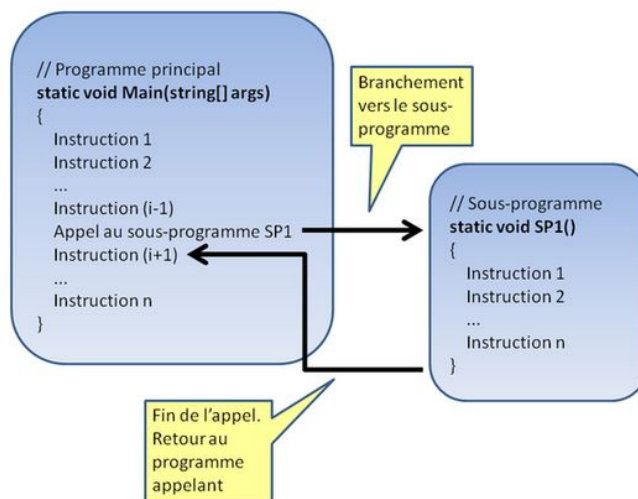 // Programme principal
static void Main(string[] args)
{
Instruction 1
Instruction 2
...
Instruction (i-1)
Appel au sous-programme SP1
Instruction (i+1)
...
Instruction n
}
Branchement
vers le sous-
programme
// Sous-programme
static void SP1()
{
Instruction 1
Instruction 2
...
Instruction n
}
Fin de l'appel.
Retour au
programme
appelant